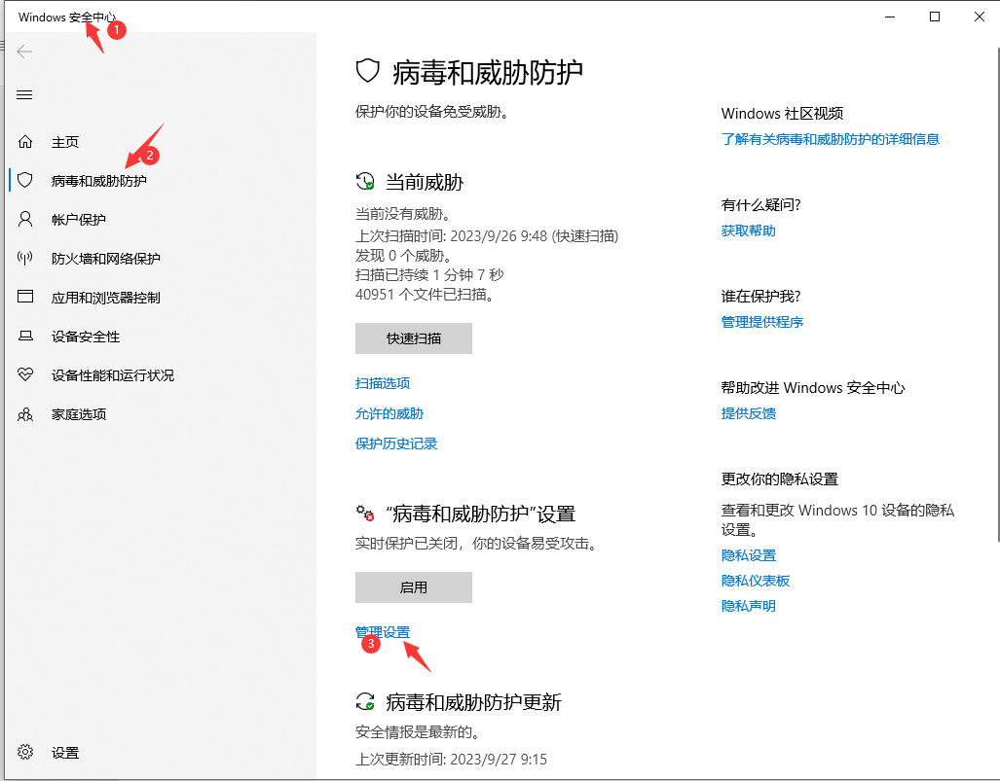 Windows 安全中心
1
主页
2
病毒和威胁防护
帐户保护
防火墙和网络保护
应用和浏览器控制
设备安全性
设备性能和运行状况
家庭选项
设置
病毒和威胁防护
保护你的设备免受威胁。
当前威胁
当前没有威胁。
上次扫描时间: 2023/9/26 9:48 (快速扫描)
发现 0 个威胁。
扫描已持续 1 分钟 7 秒
40951 个文件已扫描。
快速扫描
扫描选项
允许的威胁
保护历史记录
“病毒和威胁防护”设置
实时保护已关闭，你的设备易受攻击。
启用
管理设置
3
病毒和威胁防护更新
安全情报是最新的。
上次更新时间: 2023/9/27 9:15
Windows 社区视频
了解有关病毒和威胁防护的详细信息
有什么疑问?
获取帮助
谁在保护我?
管理提供程序
帮助改进 Windows 安全中心
提供反馈
更改你的隐私设置
查看和更改 Windows 10 设备的隐私
设置。
隐私设置
隐私仪表板
隐私声明